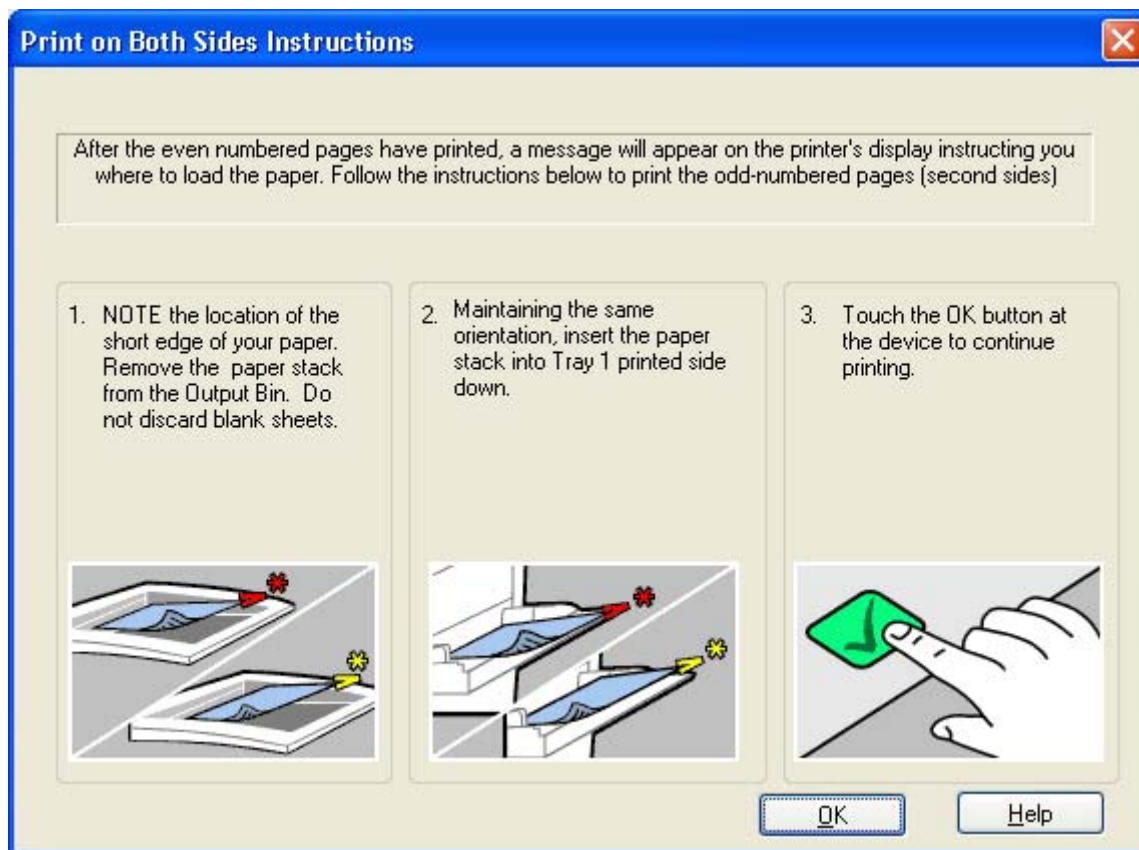 Print on Both Sides Instructions
After the even numbered pages have printed, a message will appear on the printer's display instructing you
where to load the paper. Follow the instructions below to print the odd-numbered pages (second sides)
1. NOTE the location of the
short edge of your paper.
Remove the  paper stack
from the Output Bin.  Do
not discard blank sheets.
2. Maintaining the same
orientation, insert the paper
stack into Tray 1 printed side
down.
3. Touch the OK button at
the device to continue
printing.
OK
Help